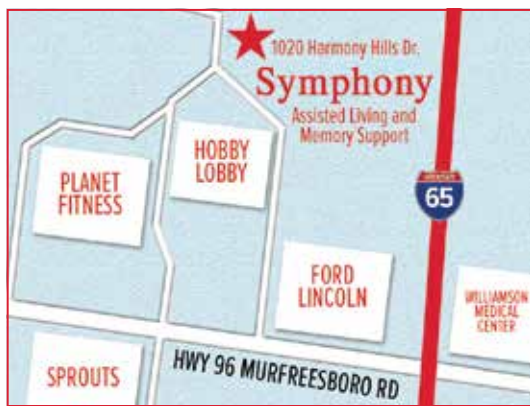 1020 Harmony Hills Dr.
Symphony
Assisted Living and
Memory Support
HOBBY
LOBBY
PLANET
FITNESS
INTERSTATE
65
FORD
LINCOLN
WILLIAMSON
MEDICAL
CENTER
HWY 96 MURFREESBORO RD
SPROUTS